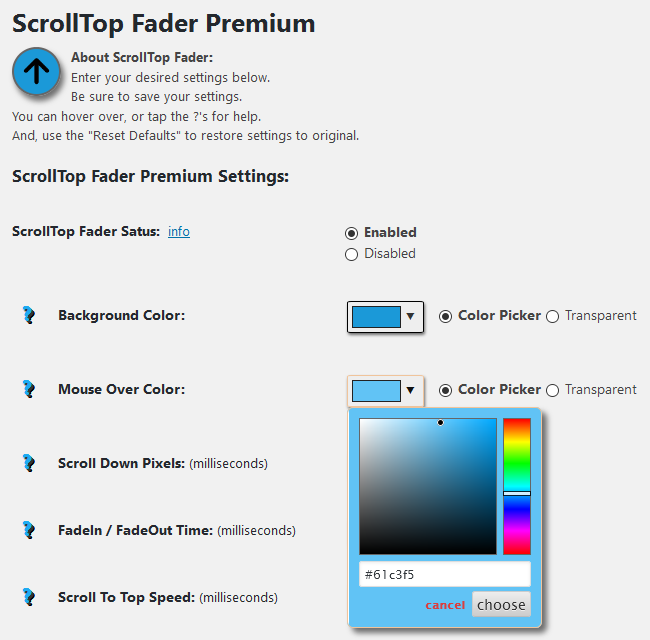 ScrollTop Fader Premium
About ScrollTop Fader:
Enter your desired settings below.
Be sure to save your settings.
You can hover over, or tap the ?'s for help.
And, use the "Reset Defaults" to restore settings to original.
ScrollTop Fader Premium Settings:
ScrollTop Fader Satus: info
Enabled
Disabled
Background Color: Color Picker Transparent
Mouse Over Color: Color Picker Transparent
Scroll Down Pixels: (milliseconds)
FadeIn / FadeOut Time: (milliseconds)
#61c3f5
Scroll To Top Speed: (milliseconds)
cancel choose